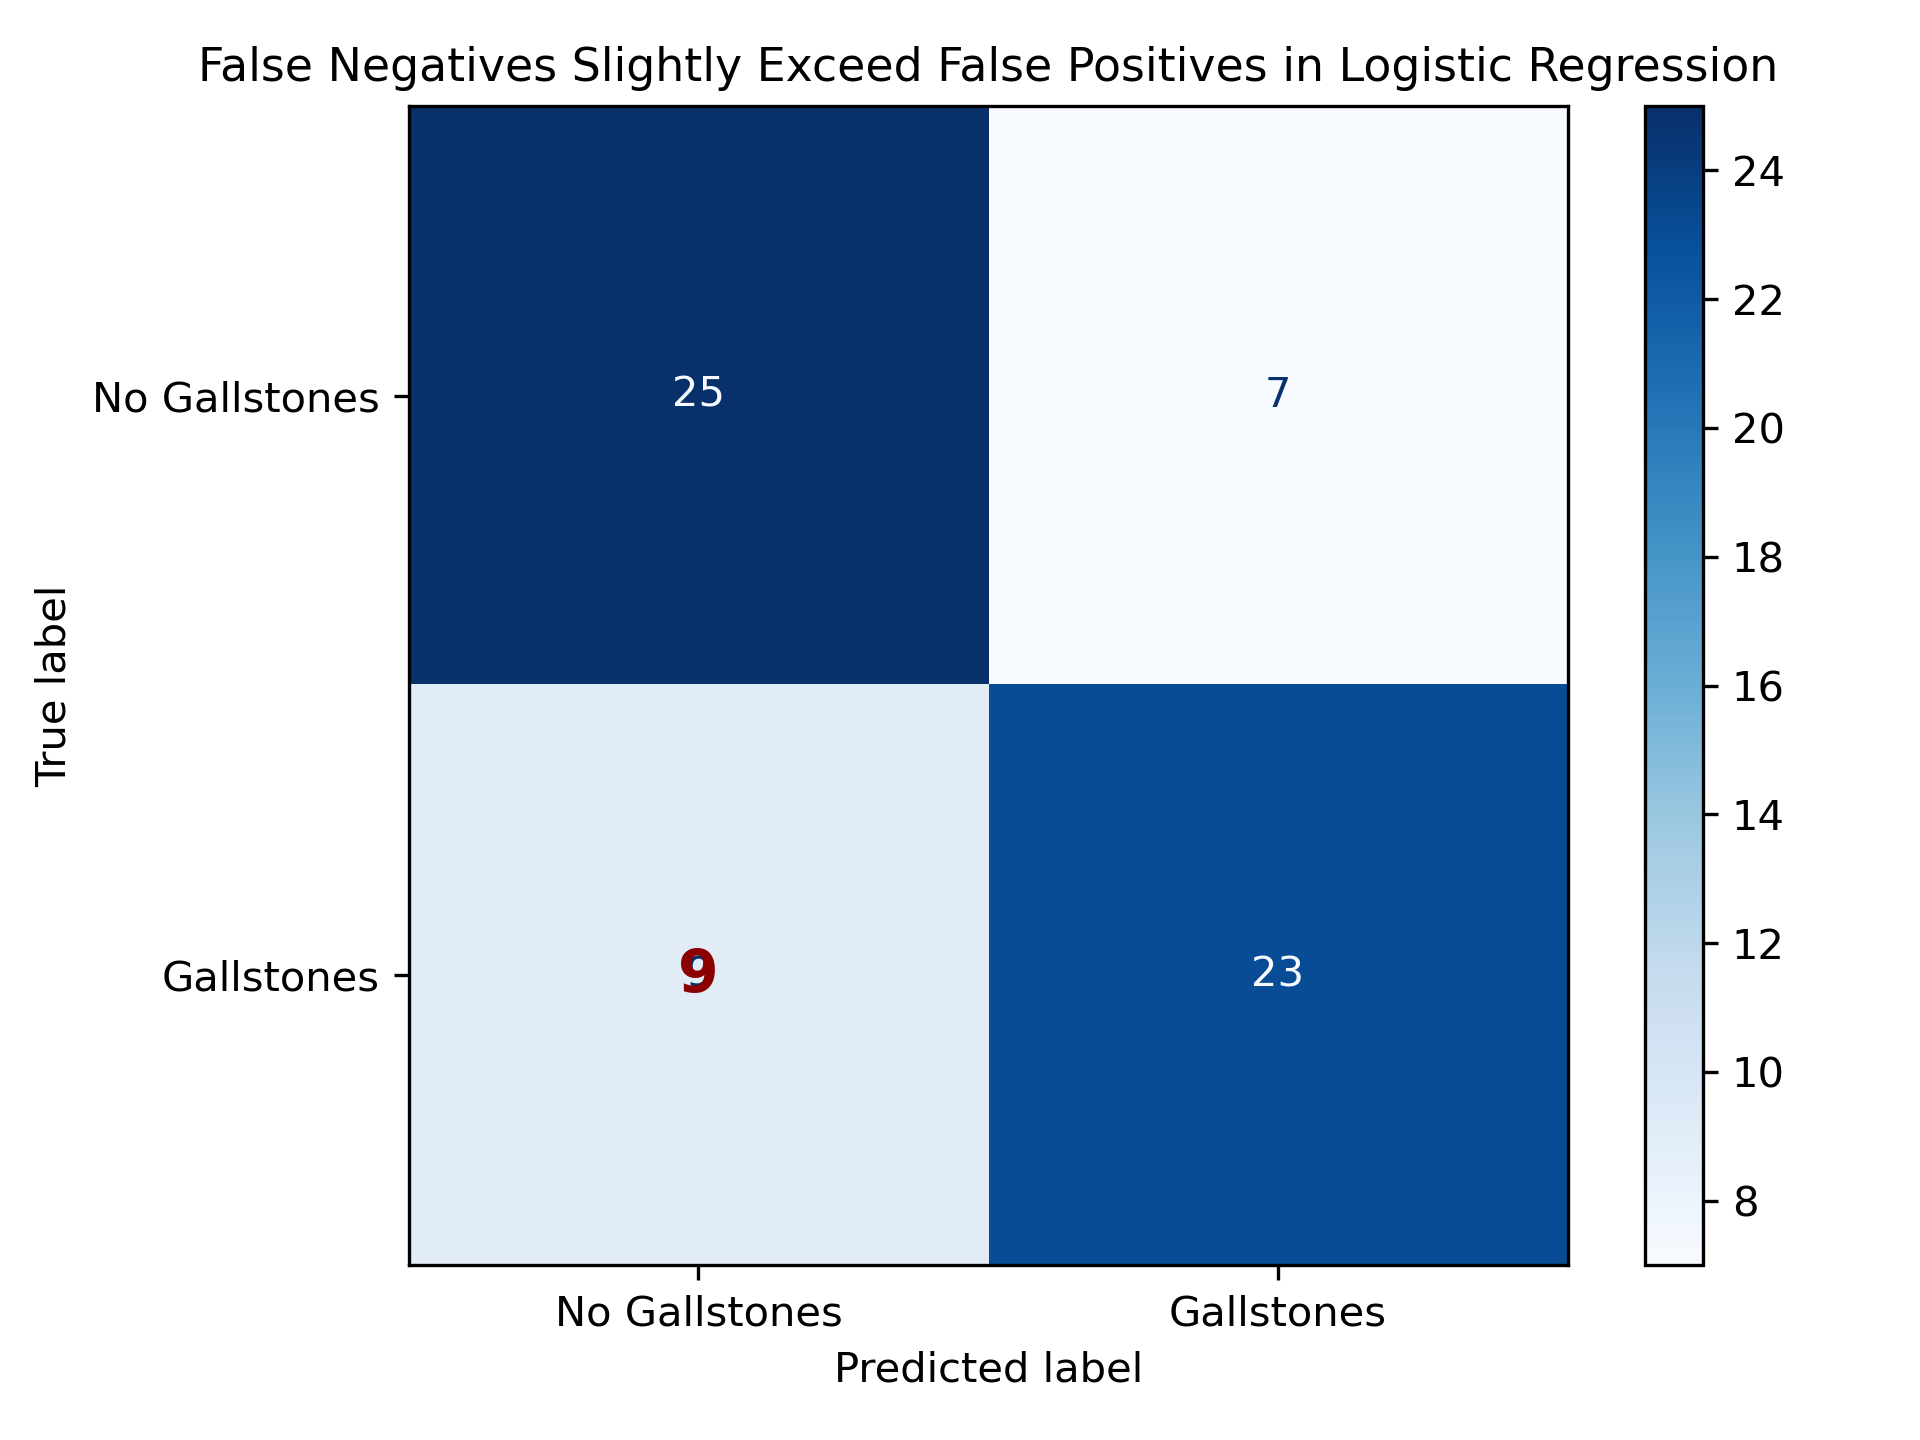 False Negatives Slightly Exceed False Positives in Logistic Regression
No Gallstones
25
7
Gallstones
9
23
True label
No Gallstones
Gallstones
Predicted label
24
22
20
18
16
14
12
10
8